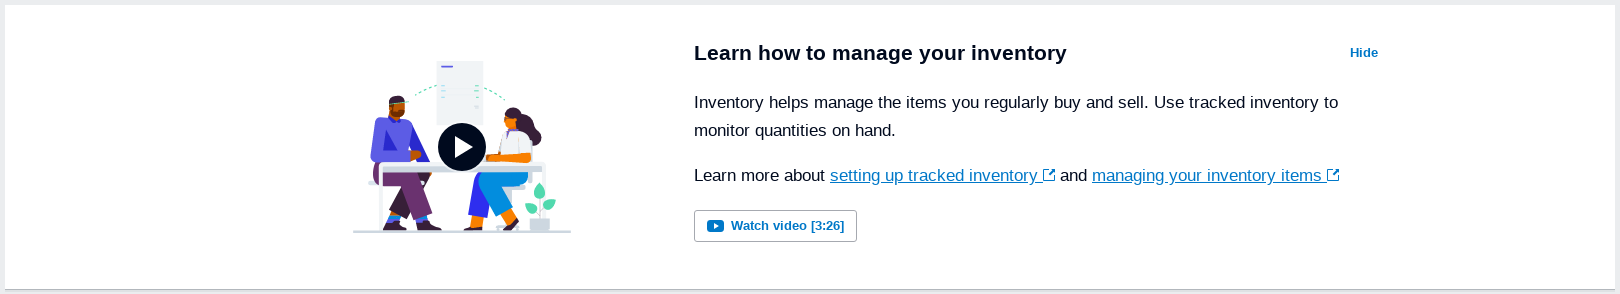 Learn how to manage your inventory
Hide
Inventory helps manage the items you regularly buy and sell. Use tracked inventory to
monitor quantities on hand.
Learn more about setting up tracked inventory and managing your inventory items
Watch video [3:26]